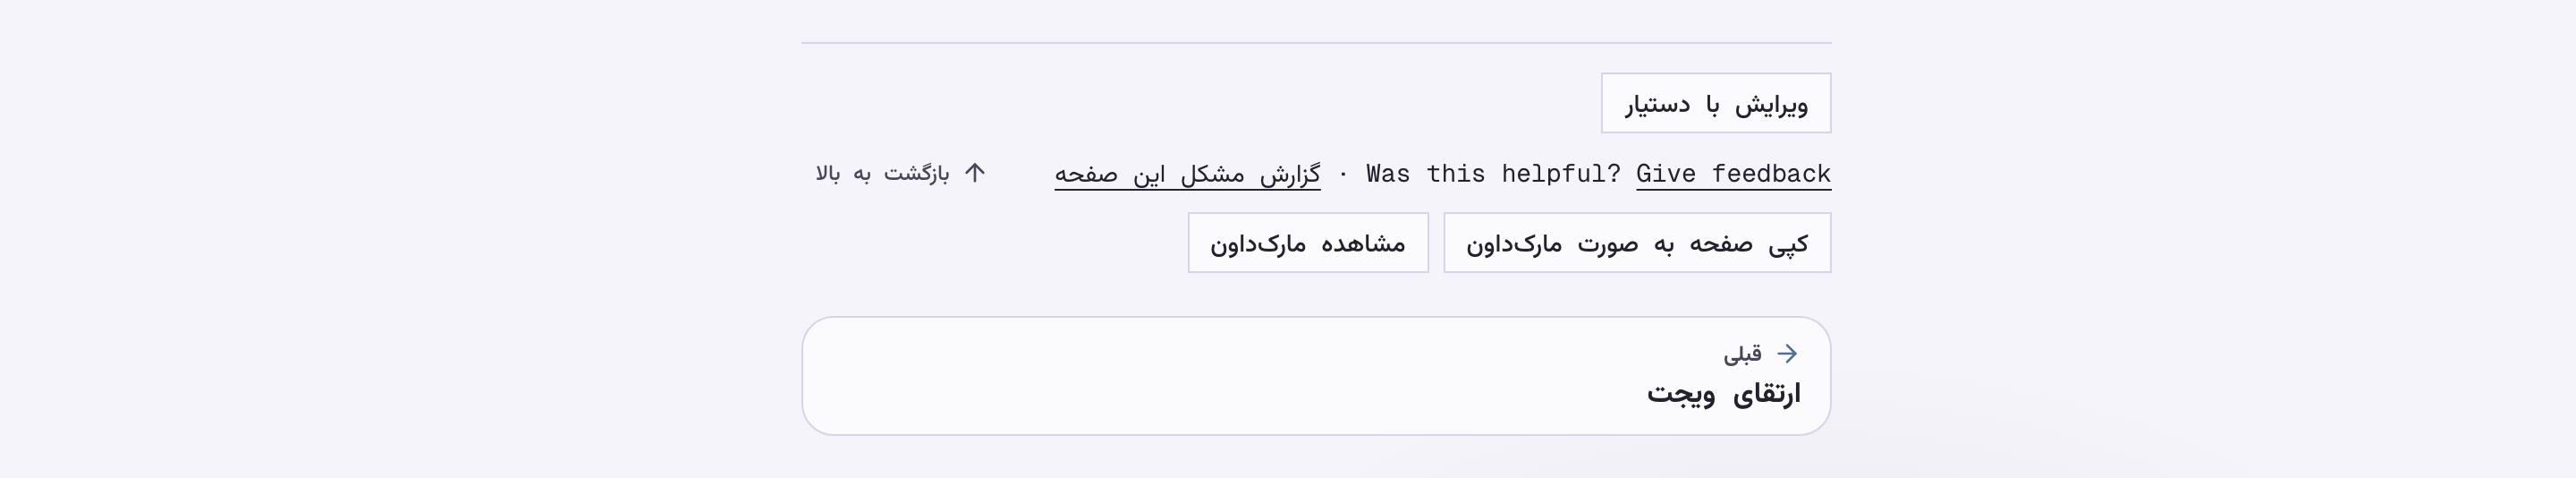 ویرایش با دستیار
Was this helpful? Give feedback · گزارش مشکل این صفحه
بازگشت به بالا
کپی صفحه به صورت مارک‌داون
مشاهده مارک‌داون
قبلی
ارتقای ویجت